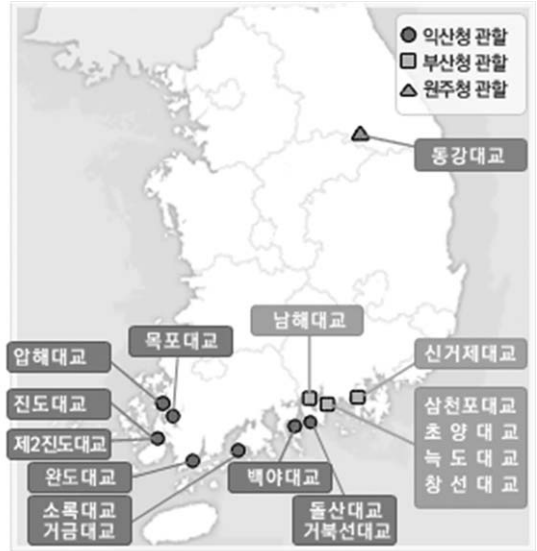 익산청 관할
부산청 관할
원주청 관할
동강대교
남해대교
목포대교
압해대교
신거제대교
진도대교
삼천포대교
초양대교
제2진도대교
늑도대교
완도대교
백야대교
창선대교
소록대교
거금대교
돌산대교
거북선대교